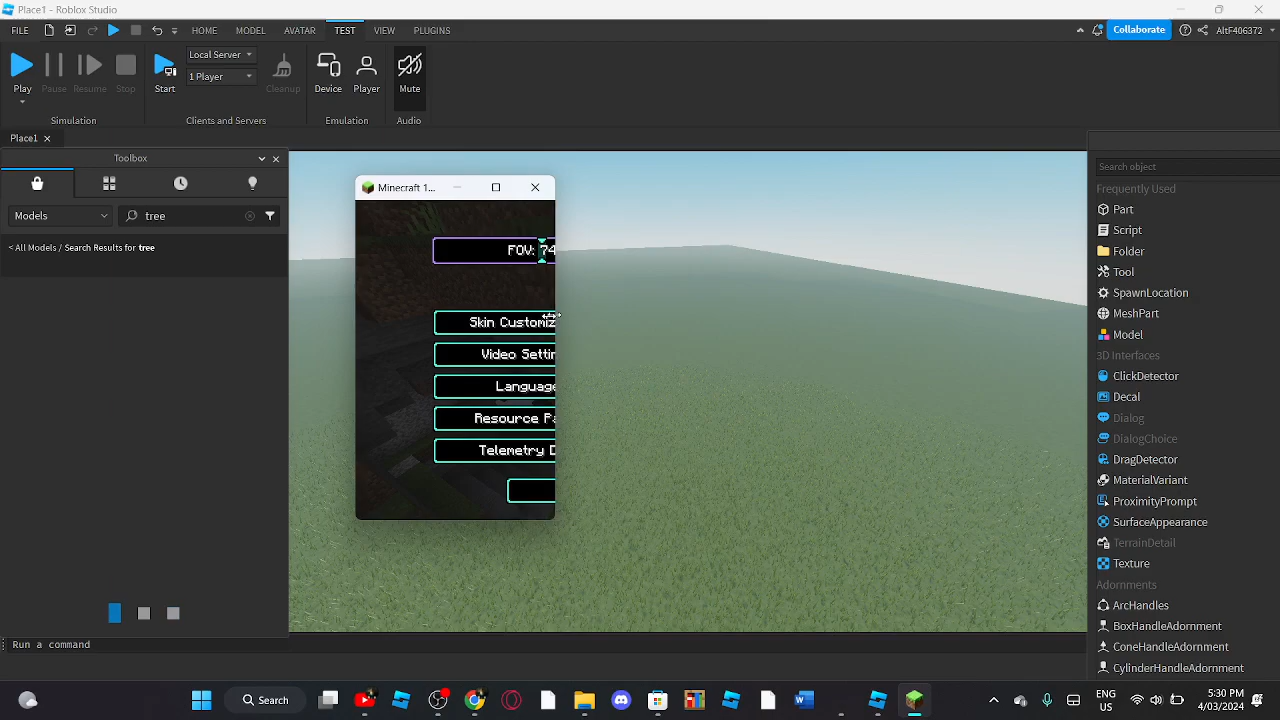 Place1 - Roblox Studio
FILE HOME MODEL AVATAR TEST VIEW PLUGINS Collaborate AltF406372
Play Pause Resume Stop
Simulation
Start Local Server 1 Player Cleanup
Clients and Servers
Device Player
Emulation
Mute
Audio
Place1
Toolbox
Models tree
< All Models / Search Results for tree
Minecraft 1...
FOV: 74
Skin Customiz
Video Settin
Language
Resource Pa
Telemetry D
Search object
Frequently Used
Part
Script
Folder
Tool
SpawnLocation
MeshPart
Model
3D Interfaces
ClickDetector
Decal
Dialog
DialogChoice
DragDetector
MaterialVariant
ProximityPrompt
SurfaceAppearance
TerrainDetail
Texture
Adornments
ArcHandles
BoxHandleAdornment
ConeHandleAdornment
CylinderHandleAdornment
Run a command
Search
ENG
US
5:30 PM
4/03/2024